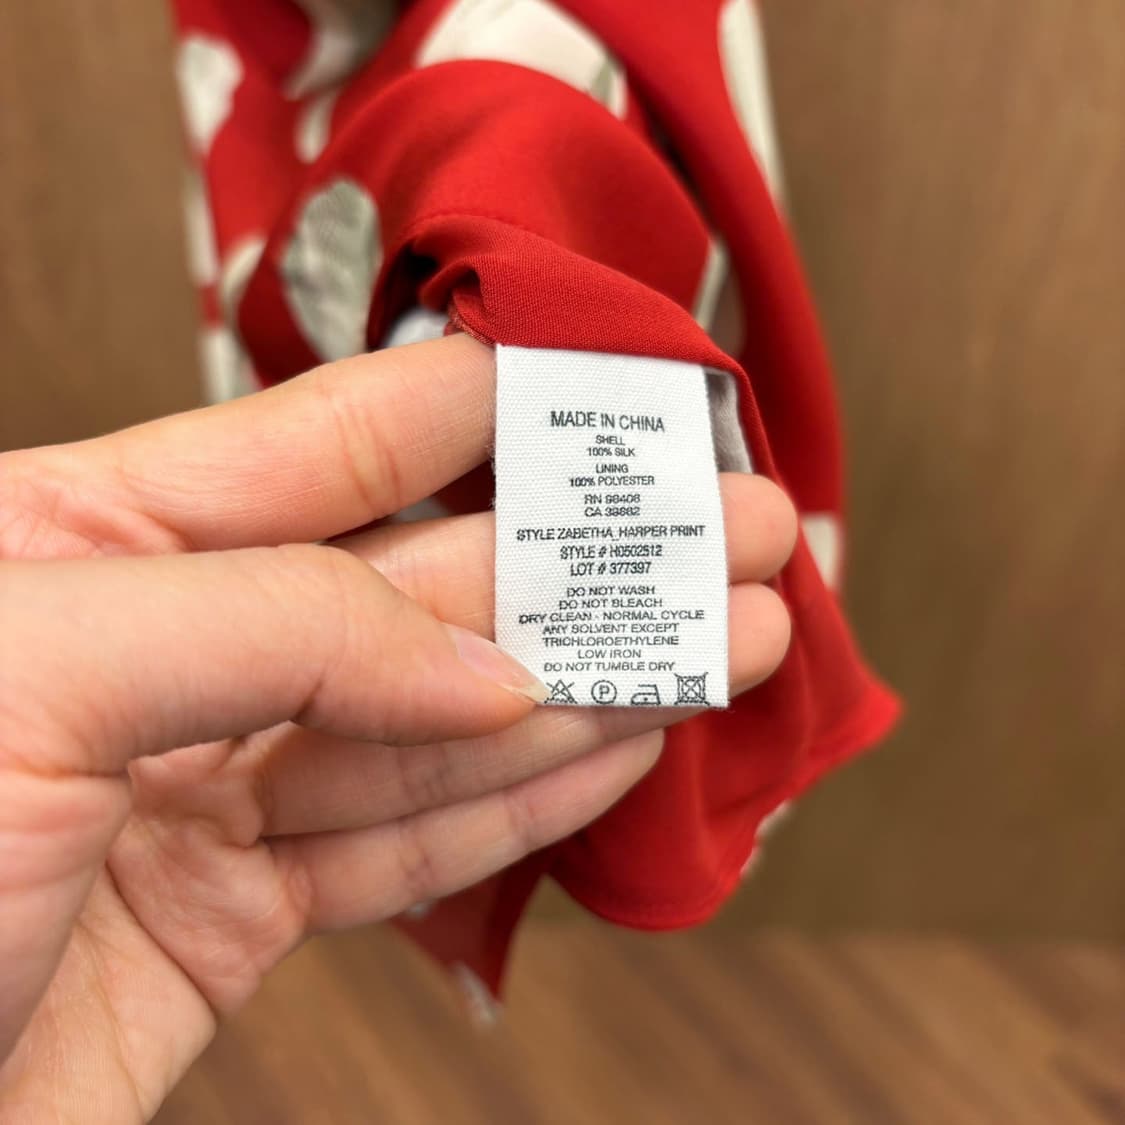 MADE IN CHINA
SHELL
100% SILK
LINING
100% POLYESTER
RN 98408
CA 39882
STYLE ZABETHA_HARPER PRINT
STYLE # H0502512
LOT # 377397
DO NOT WASH
DO NOT BLEACH
DRY CLEAN - NORMAL CYCLE
ANY SOLVENT EXCEPT
TRICHLOROETHYLENE
LOW IRON
DO NOT TUMBLE DRY
P